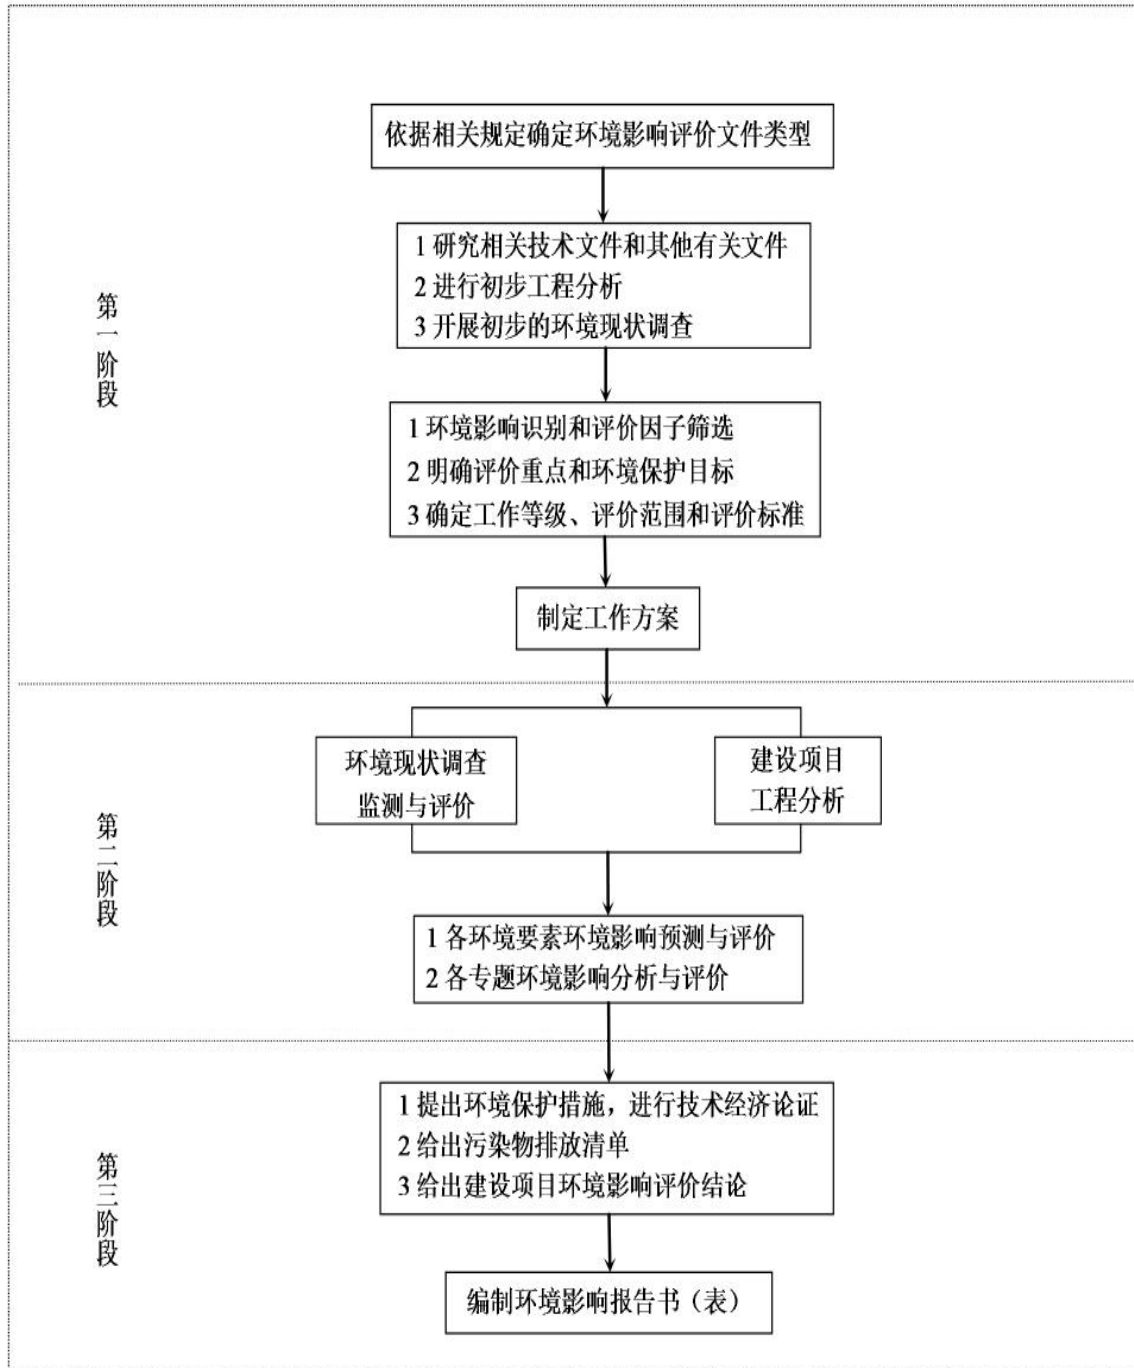 依据相关规定确定环境影响评价文件类型
1 研究相关技术文件和其他有关文件
2 进行初步工程分析
3 开展初步的环境现状调查
第一阶段
1 环境影响识别和评价因子筛选
2 明确评价重点和环境保护目标
3 确定工作等级、评价范围和评价标准
制定工作方案
环境现状调查
监测与评价
建设项目
工程分析
第二阶段
1 各环境要素环境影响预测与评价
2 各专题环境影响分析与评价
1 提出环境保护措施，进行技术经济论证
2 给出污染物排放清单
3 给出建设项目环境影响评价结论
第三阶段
编制环境影响报告书（表）